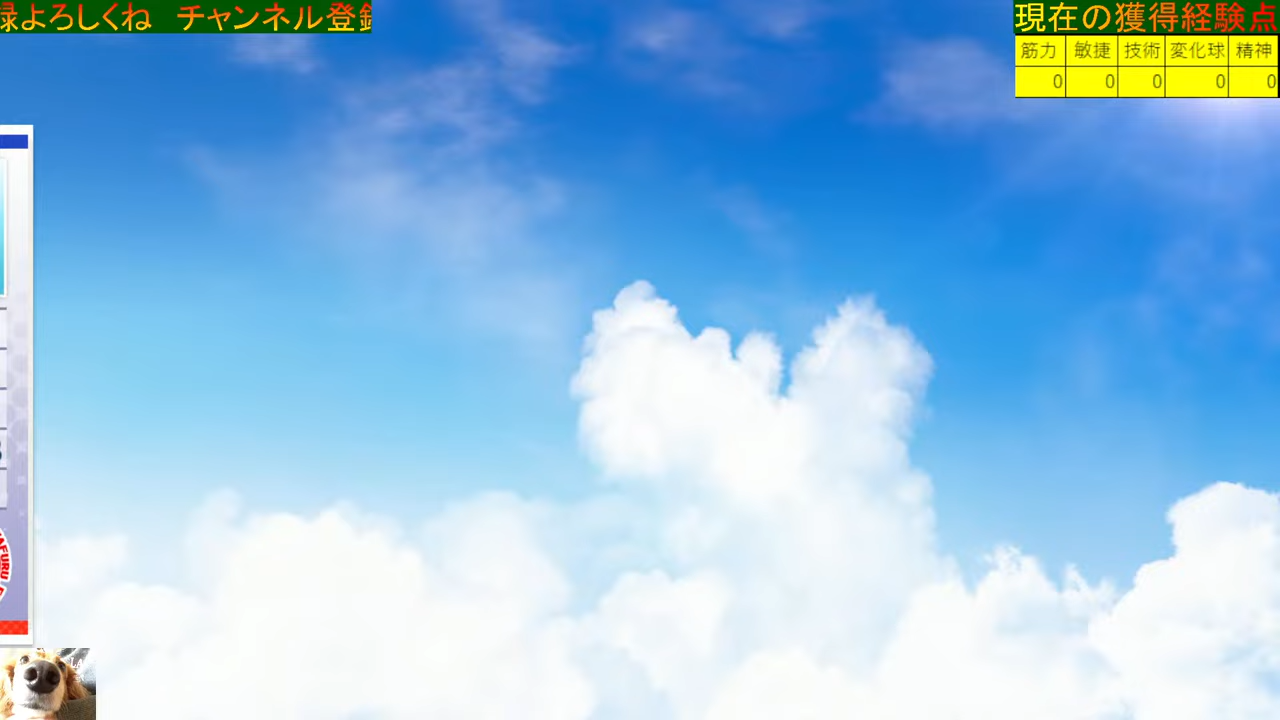 録よろしくね　チャンネル登録
現在の獲得経験点
筋力 敏捷 技術 変化球 精神
0 0 0 0 0